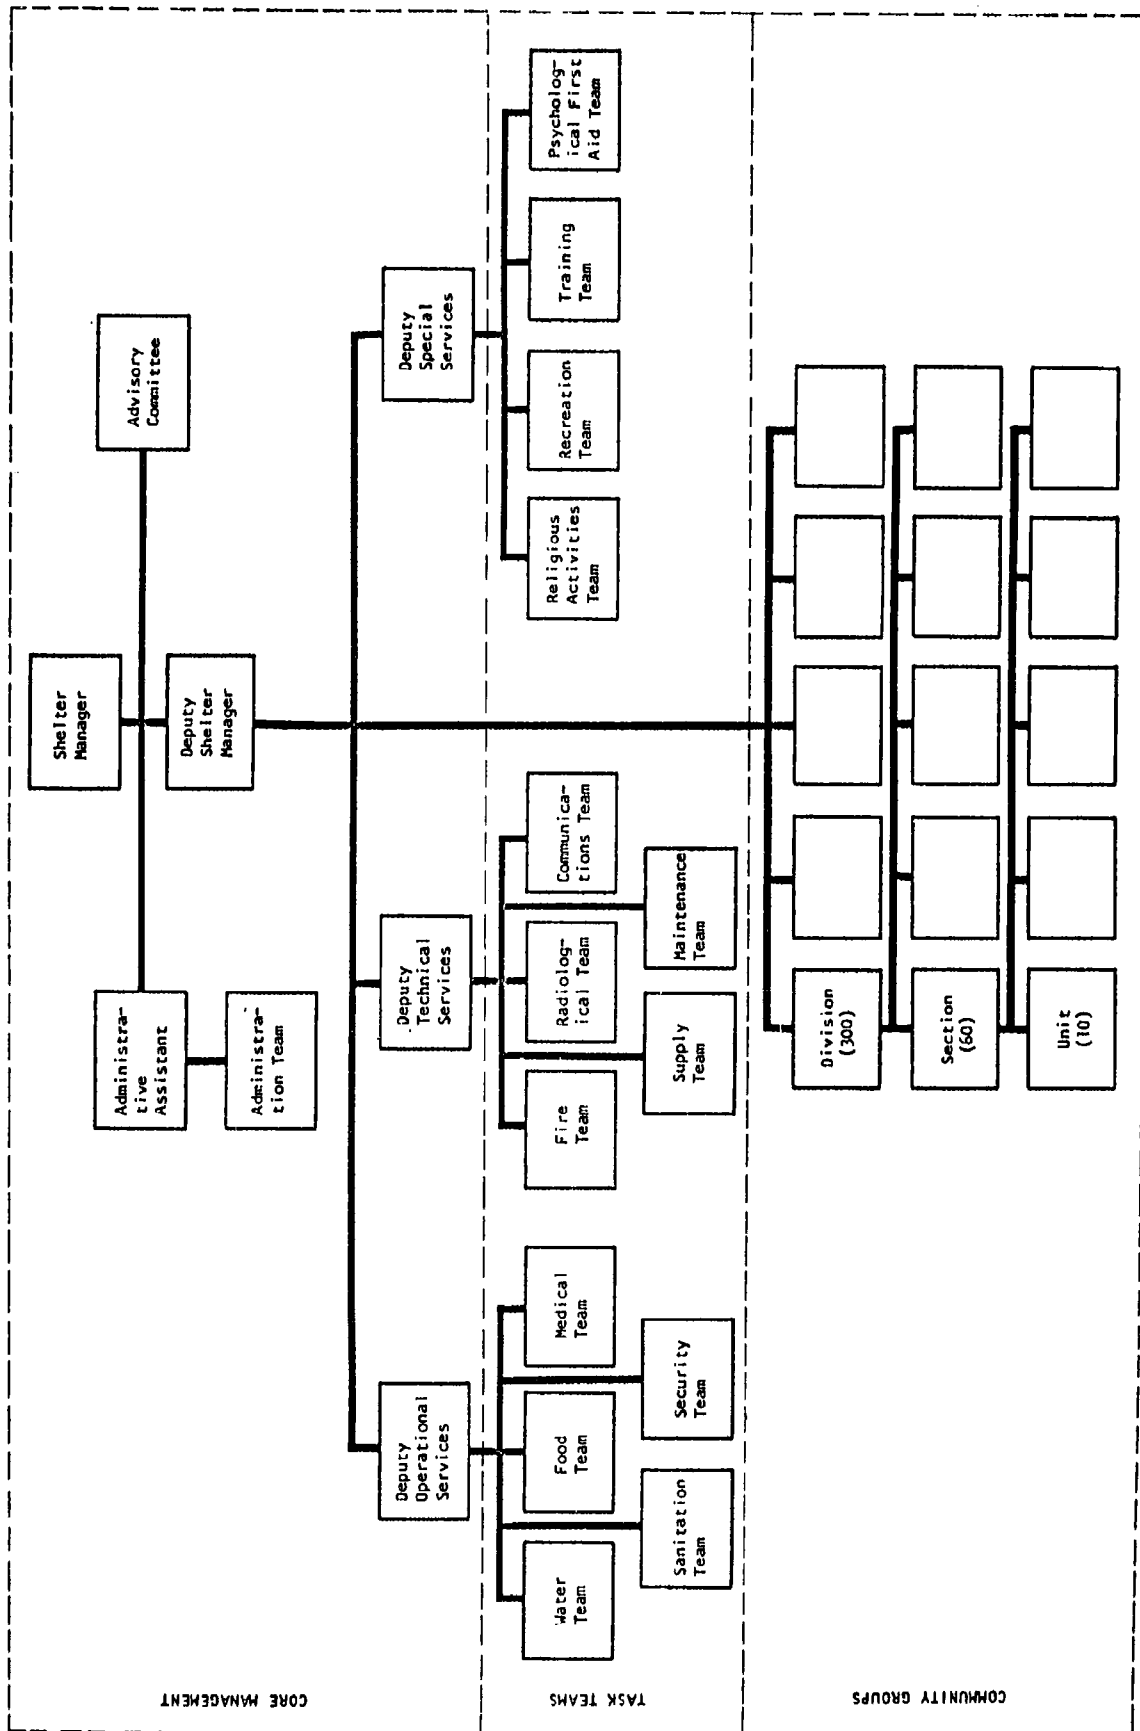 Shelter
Manager
Administra-
tive
Assistant
Advisory
Committee
Deputy
Shelter
Manager
Administra-
tion Team
Deputy
Operational
Services
Deputy
Technical
Services
Deputy
Special
Services
Water
Team
Food
Team
Medical
Team
Sanitation
Team
Security
Team
Fire
Team
Radiolog-
ical Team
Communica-
tions Team
Supply
Team
Maintenance
Team
Religious
Activities
Team
Recreation
Team
Training
Team
Psycholog-
ical First
Aid Team
Division
(300)
Section
(60)
Unit
(10)
CORE MANAGEMENT
TASK TEAMS
COMMUNITY GROUPS